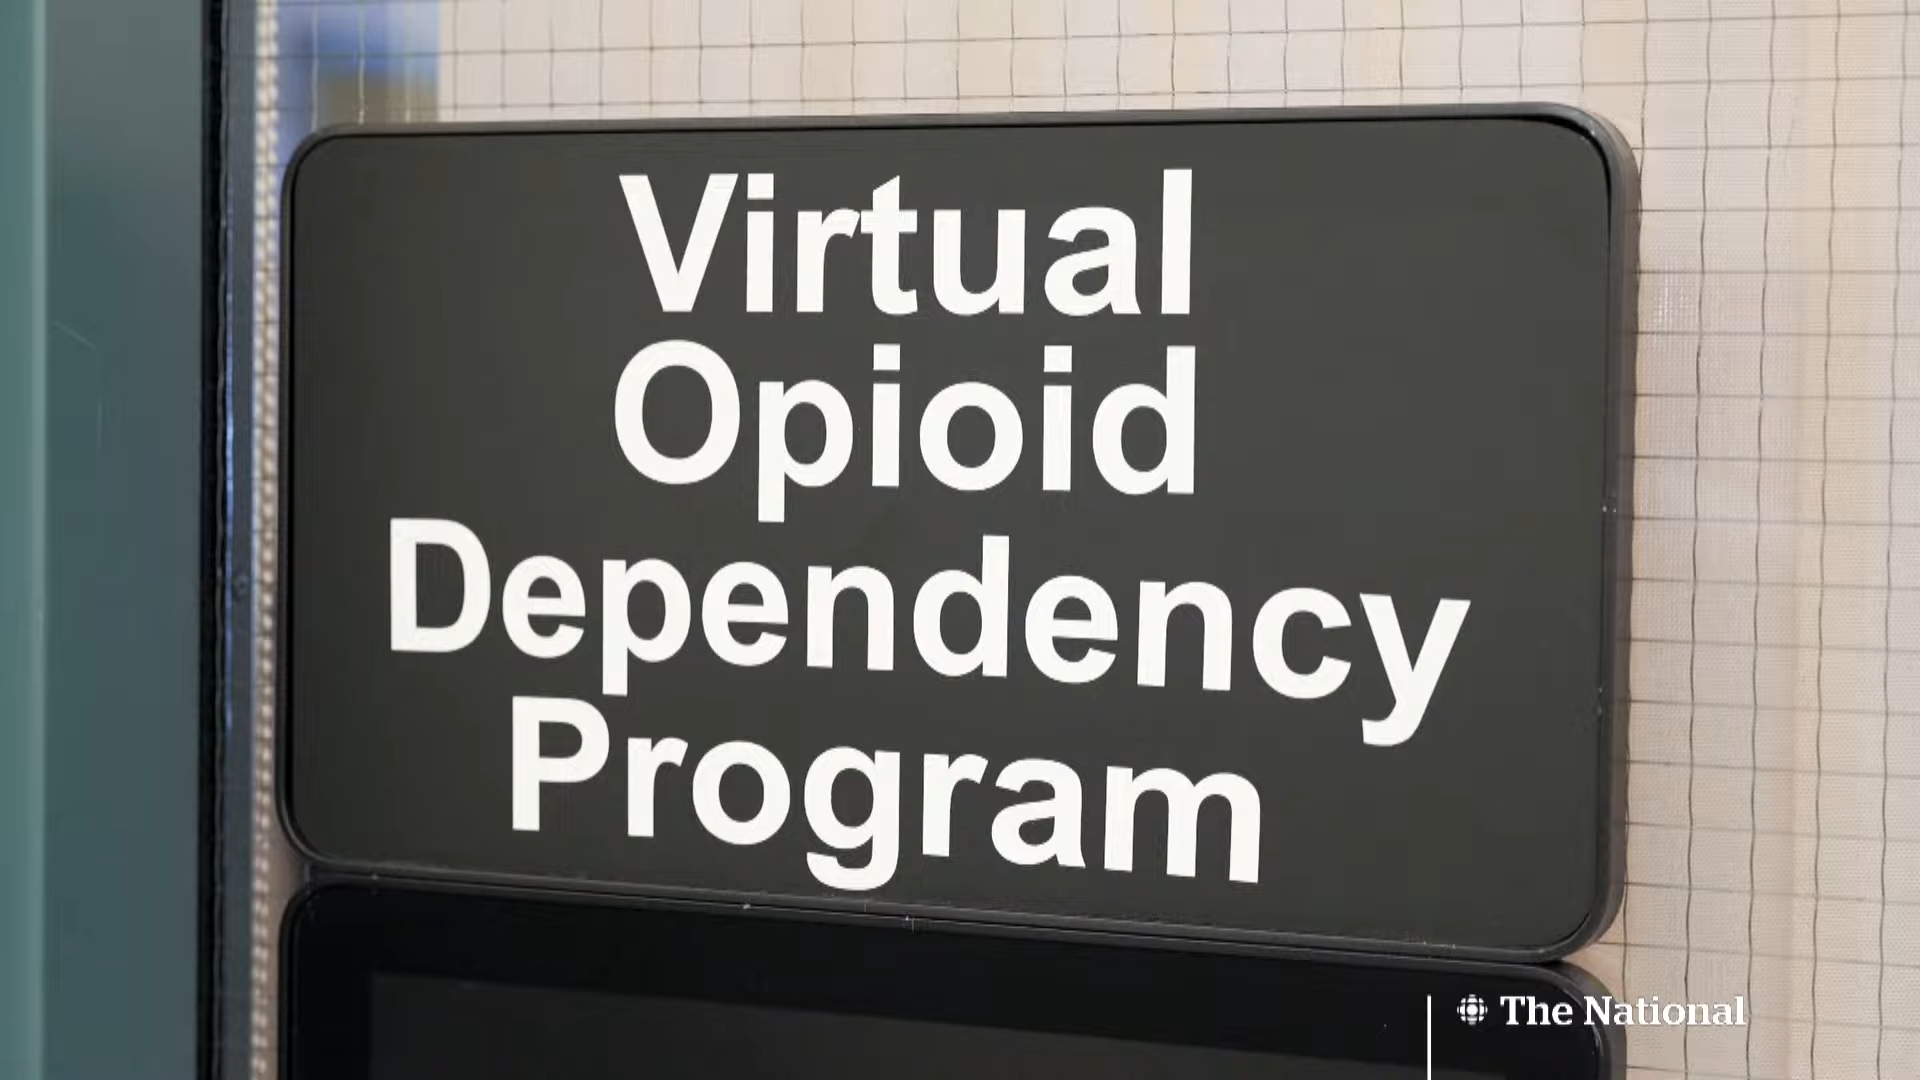 Virtual
Opioid
Dependency
Program
The National